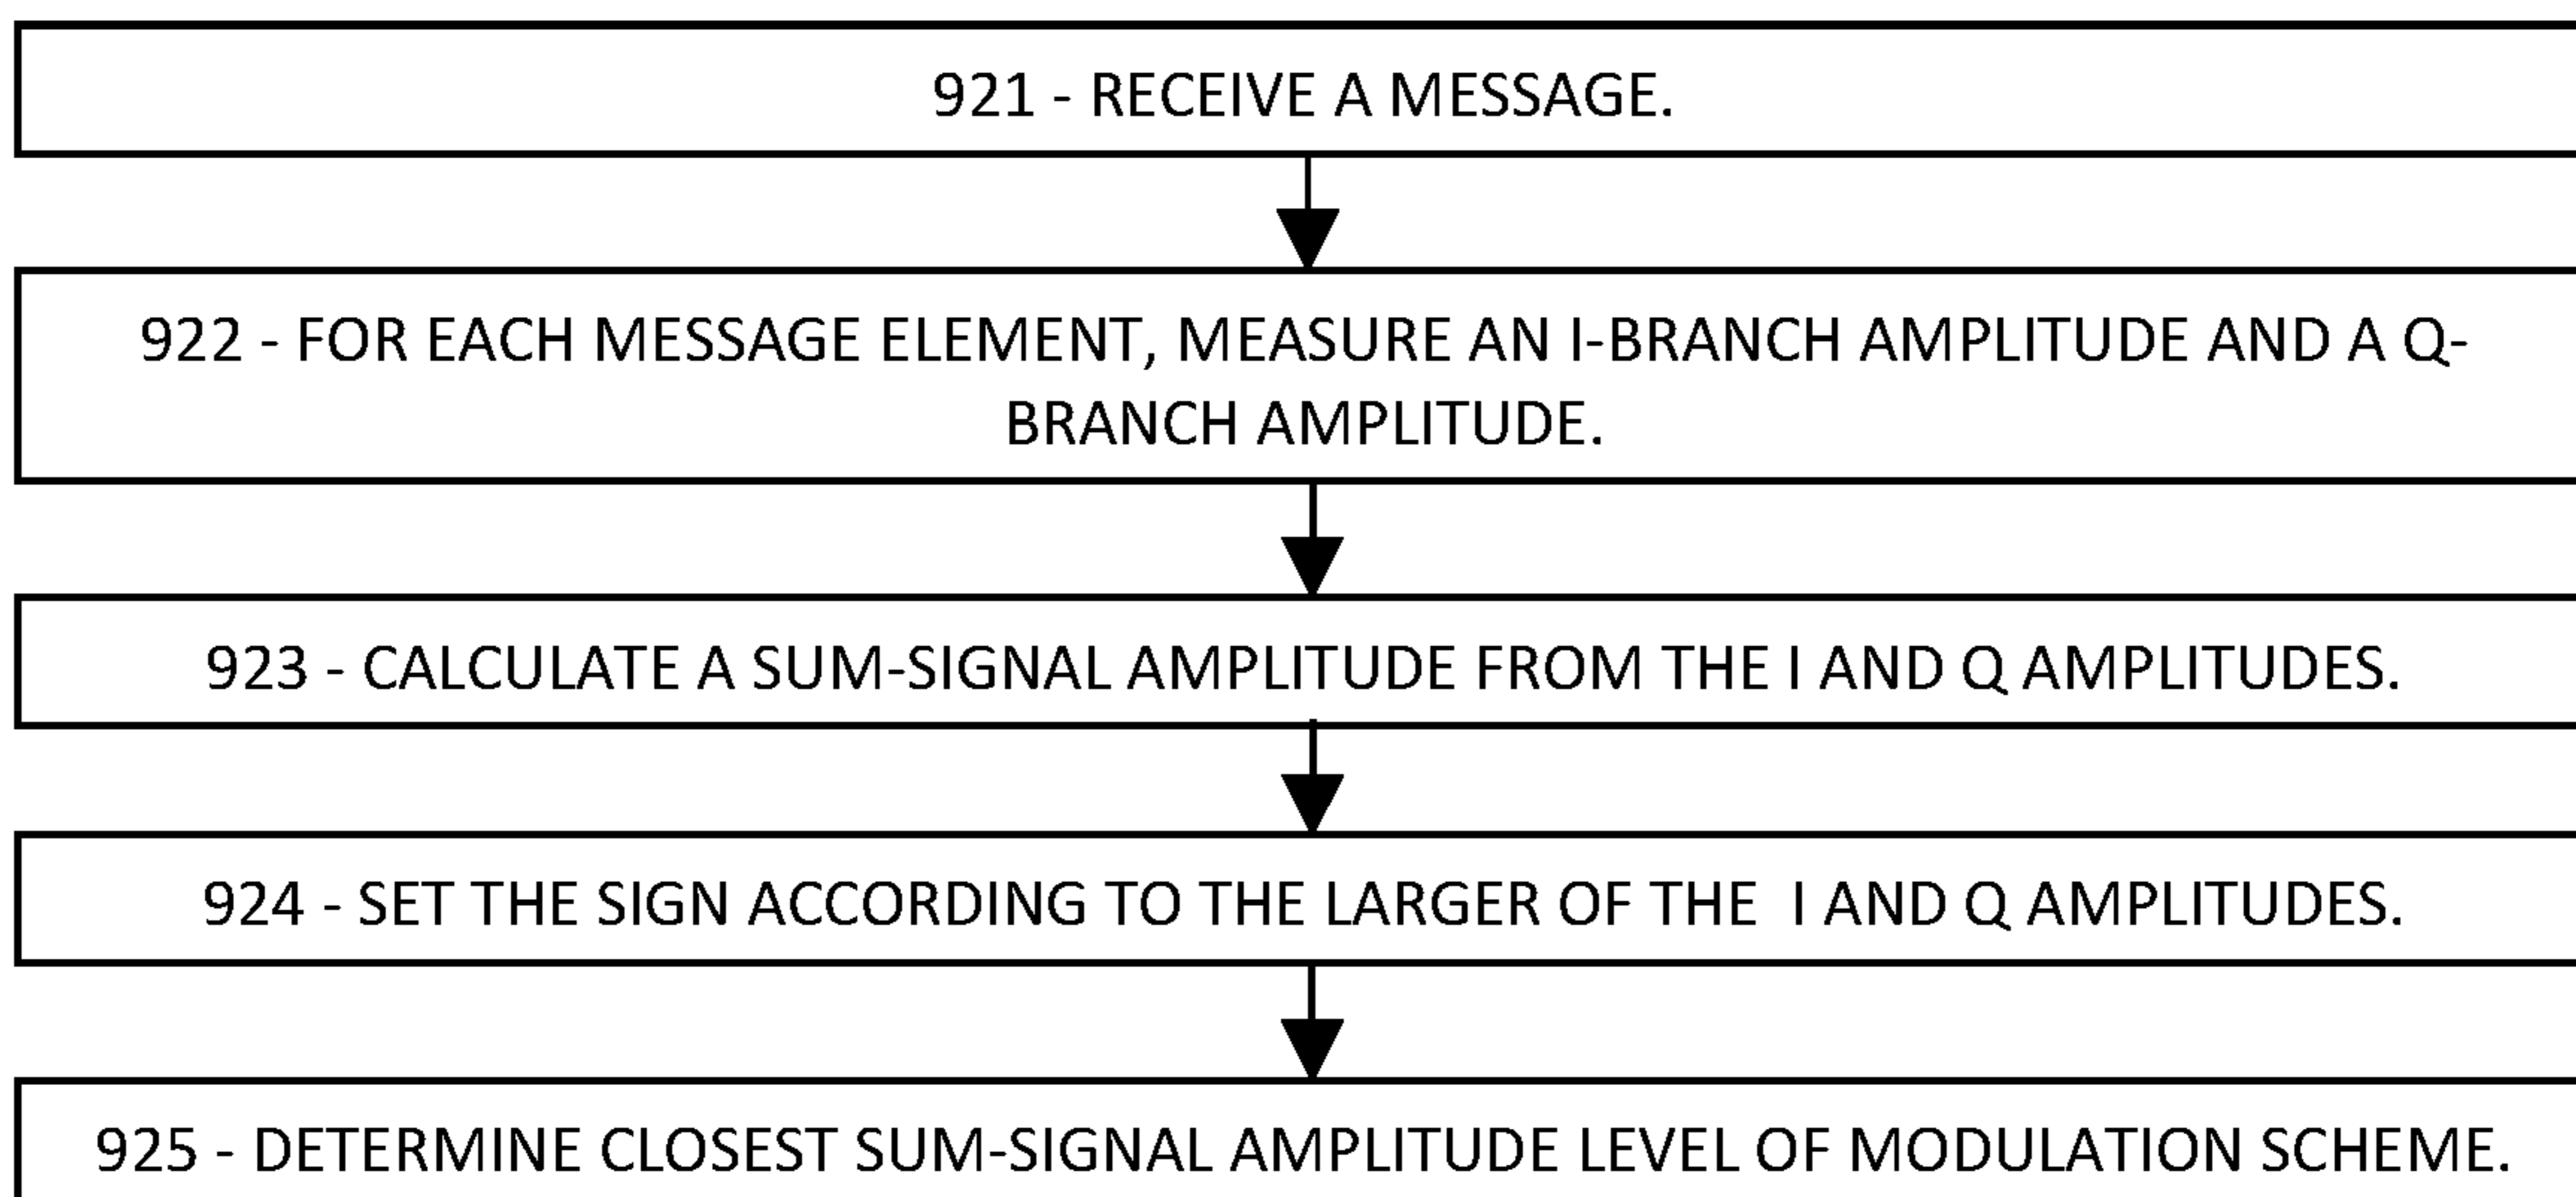 921 - RECEIVE A MESSAGE.
922 - FOR EACH MESSAGE ELEMENT, MEASURE AN I-BRANCH AMPLITUDE AND A Q-
BRANCH AMPLITUDE.
923 - CALCULATE A SUM-SIGNAL AMPLITUDE FROM THE I AND Q AMPLITUDES.
924 - SET THE SIGN ACCORDING TO THE LARGER OF THE  I AND Q AMPLITUDES.
925 - DETERMINE CLOSEST SUM-SIGNAL AMPLITUDE LEVEL OF MODULATION SCHEME.